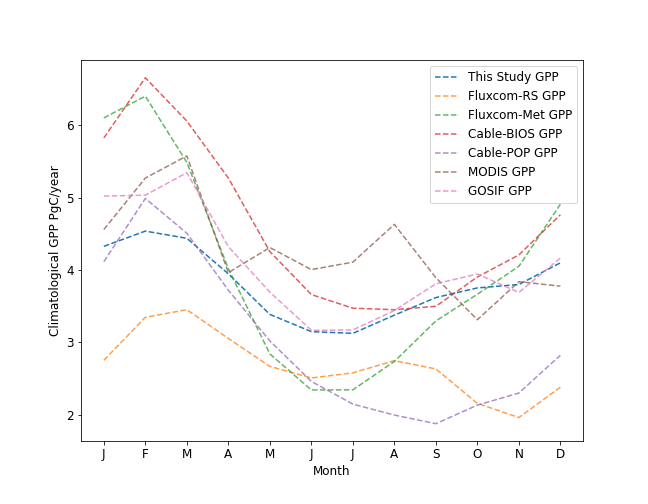 This Study GPP
Fluxcom-RS GPP
Fluxcom-Met GPP
Cable-BIOS GPP
Cable-POP GPP
MODIS GPP
GOSIF GPP
Climatological GPP PgC/year
6
5
4
3
2
J F M A M J J A S O N D
Month